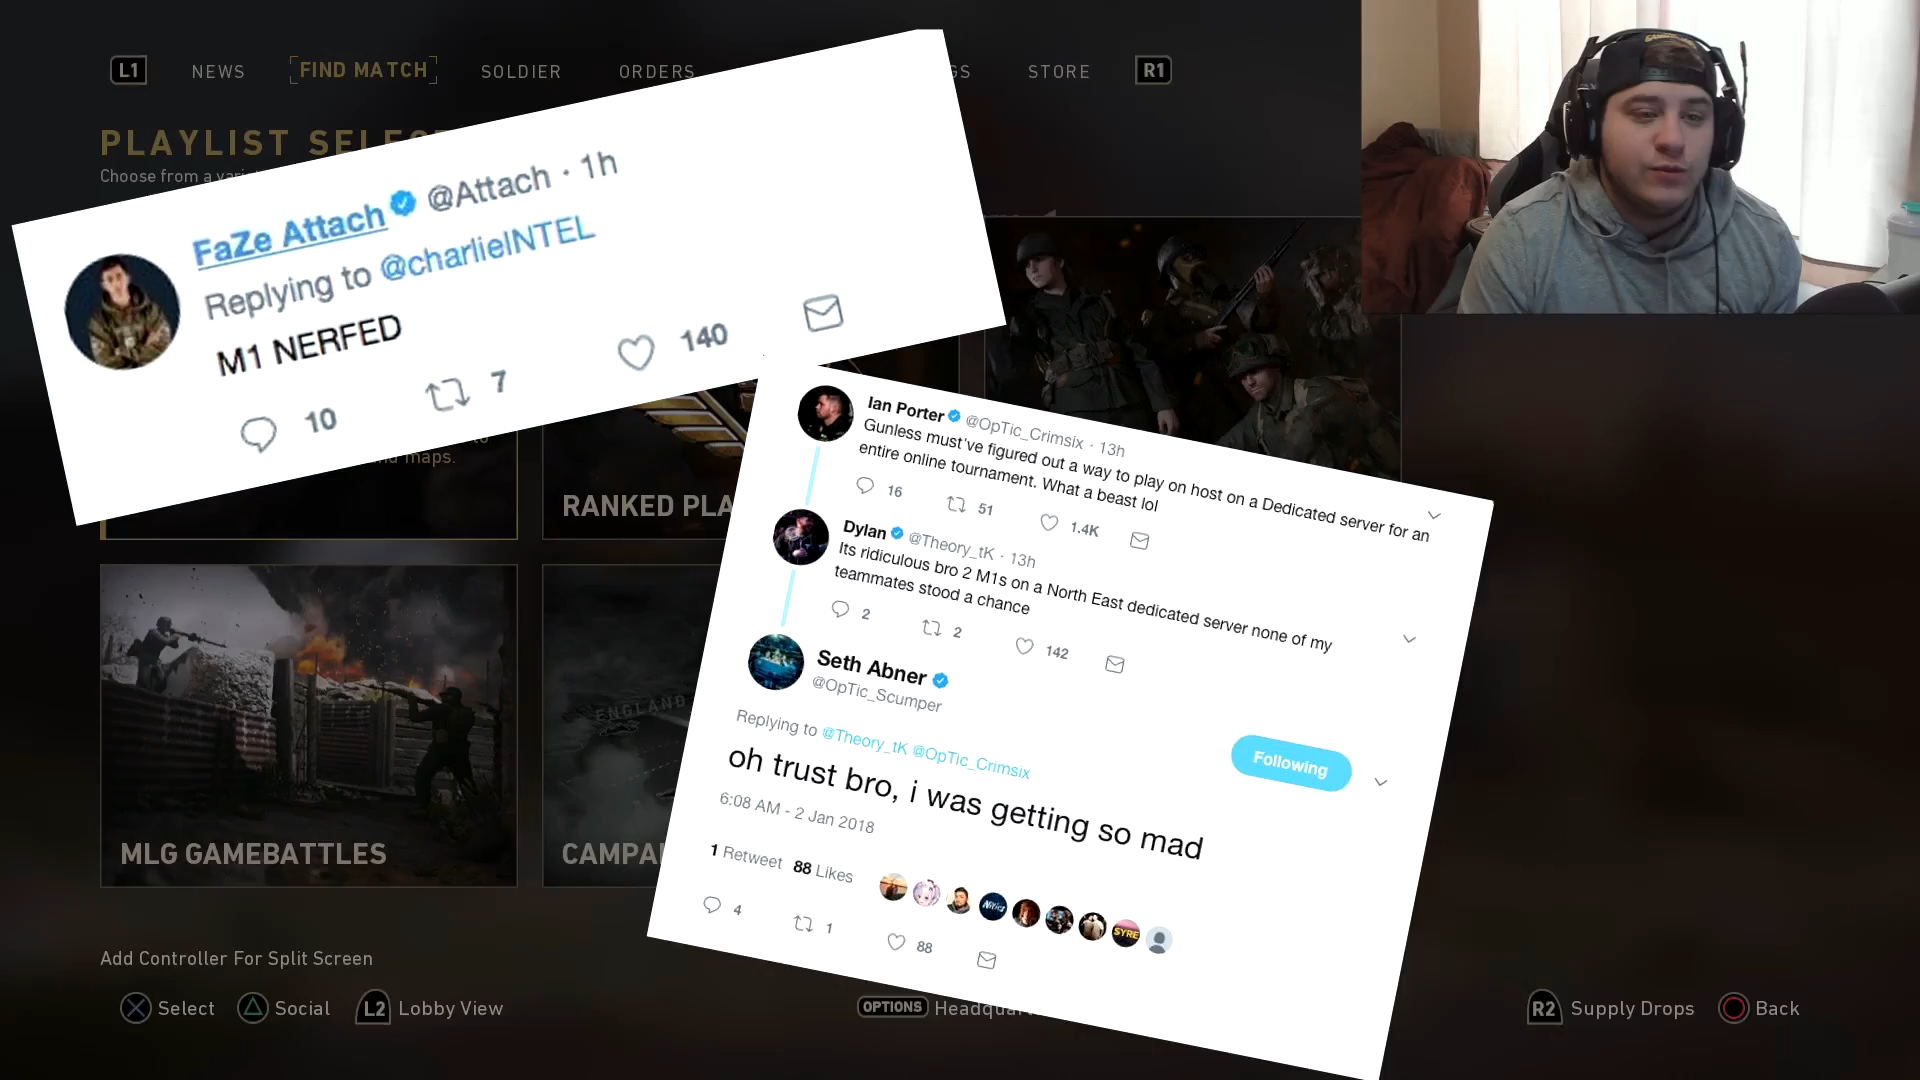 L1 NEWS FIND MATCH SOLDIER ORDERS GS STORE R1
PLAYLIST SELEC
Choose from a vari
FaZe Attach @Attach · 1h
Replying to @charlieINTEL
M1 NERFED
10 7 140
maps.
RANKED PLA
MLG GAMEBATTLES
ENGLAND
CAMPA
Ian Porter @OpTic_Crimsix · 13h
Gunless must've figured out a way to play on host on a Dedicated server for an
entire online tournament. What a beast lol
16 51 1.4K
Dylan @Theory_tK · 13h
Its ridiculous bro 2 M1s on a North East dedicated server none of my
teammates stood a chance
2 2 142
Seth Abner
@OpTic_Scumper
Following
Replying to @Theory_tK @OpTic_Crimsix
oh trust bro, i was getting so mad
6:08 AM - 2 Jan 2018
1 Retweet 88 Likes
SYRE
4 1 88
Add Controller For Split Screen
Select Social L2 Lobby View OPTIONS Headquar R2 Supply Drops Back